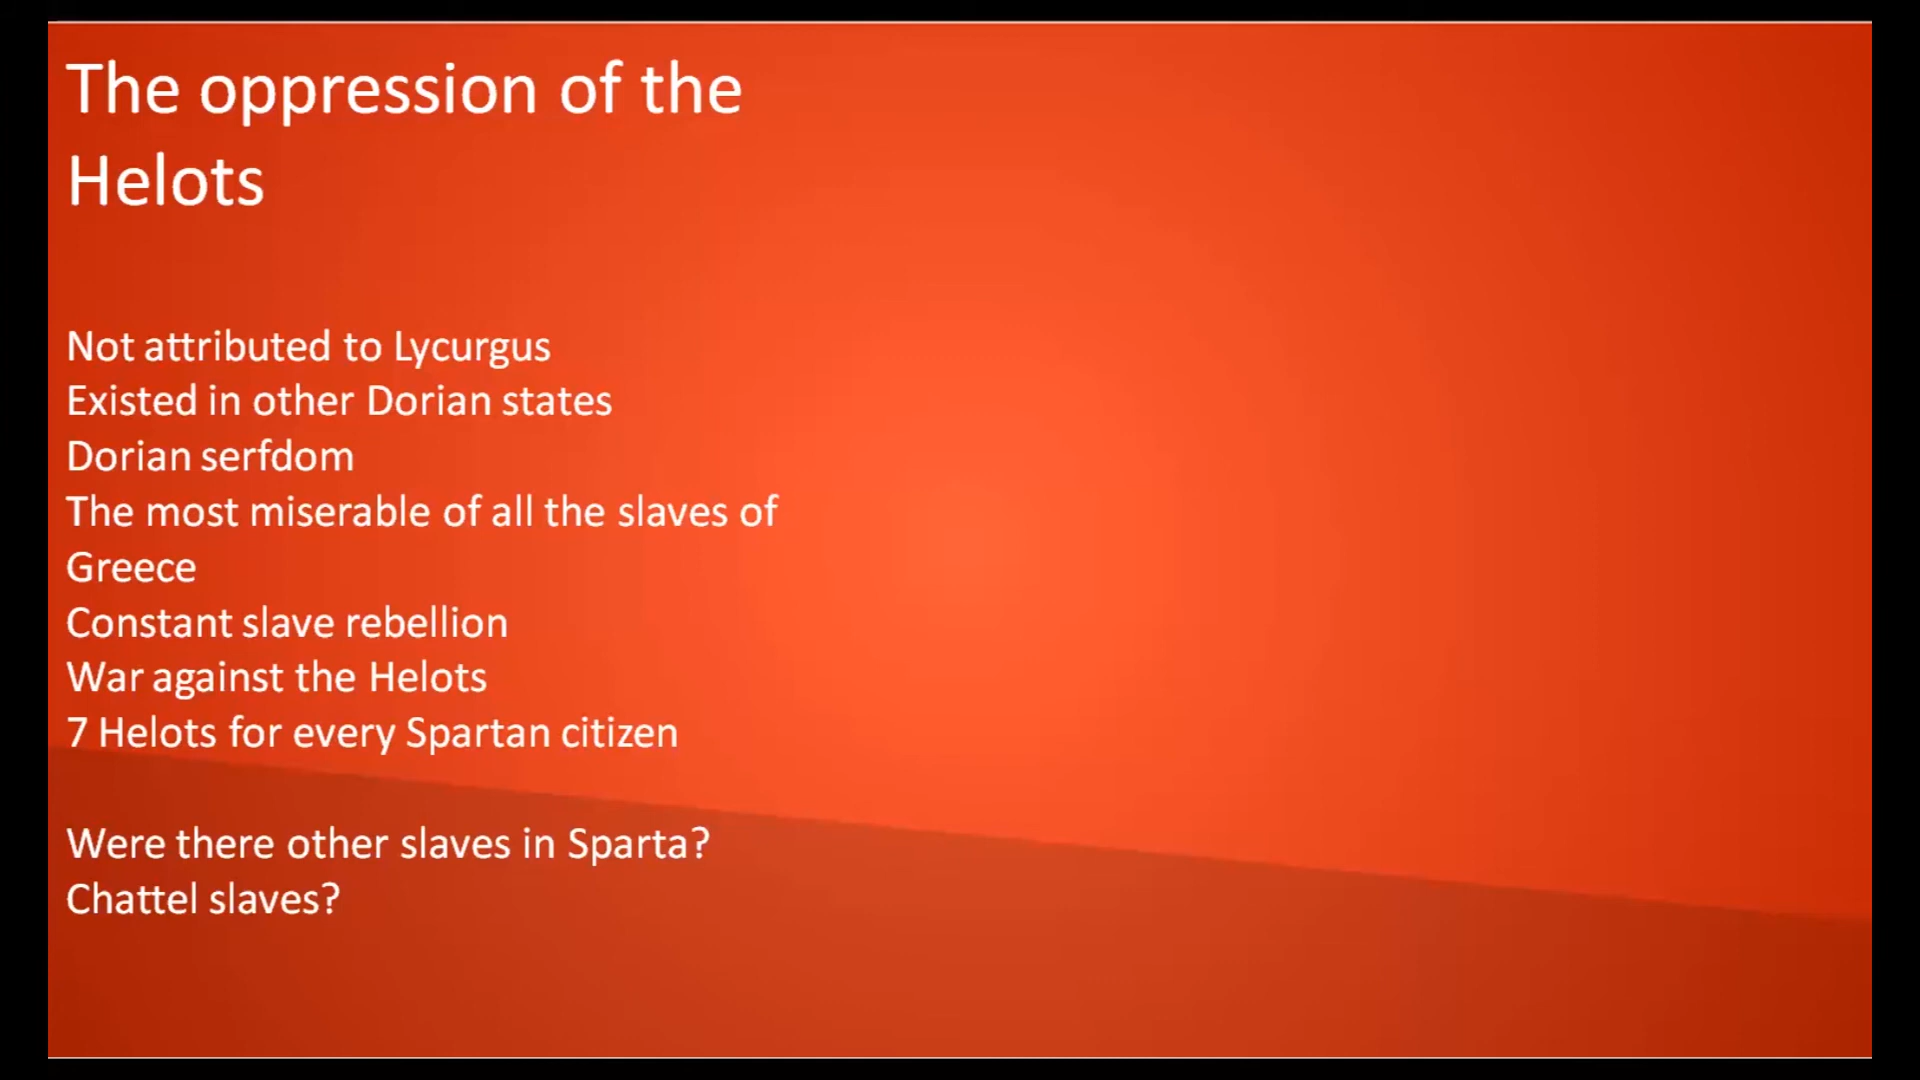 The oppression of the
Helots
Not attributed to Lycurgus
Existed in other Dorian states
Dorian serfdom
The most miserable of all the slaves of
Greece
Constant slave rebellion
War against the Helots
7 Helots for every Spartan citizen
Were there other slaves in Sparta?
Chattel slaves?